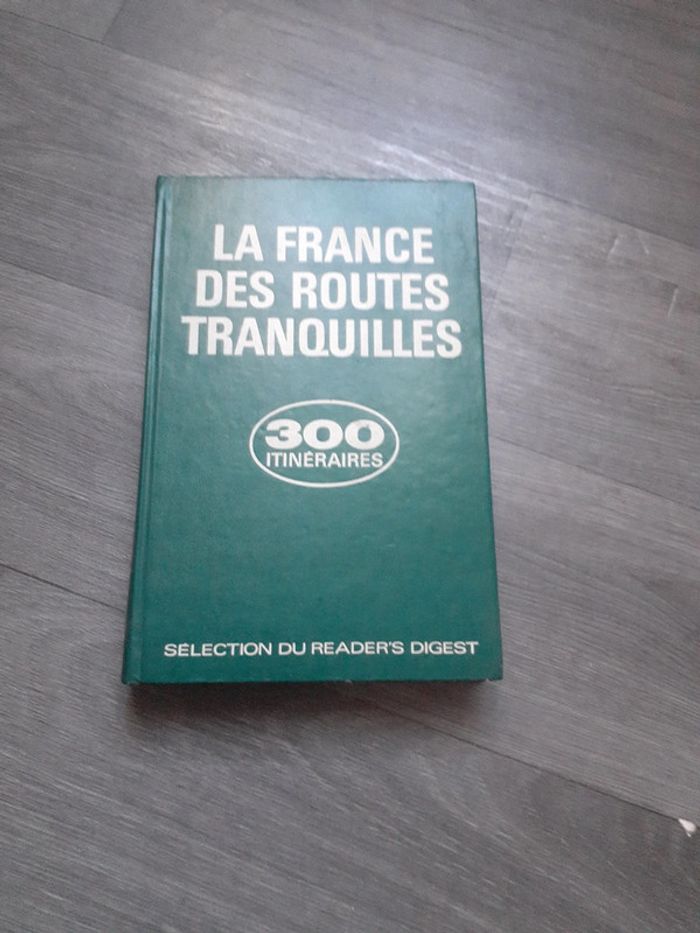 LA FRANCE
DES ROUTES
TRANQUILLES
300
ITINÉRAIRES
SÉLECTION DU READER'S DIGEST